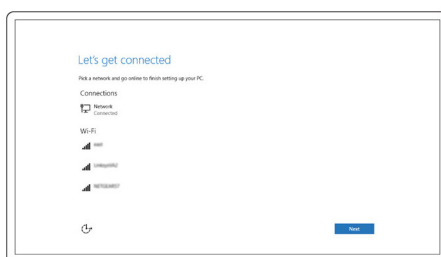 Let's get connected
Pick a network and go online to finish setting up your PC.
Connections
Network
Connected
Wi-Fi
Next